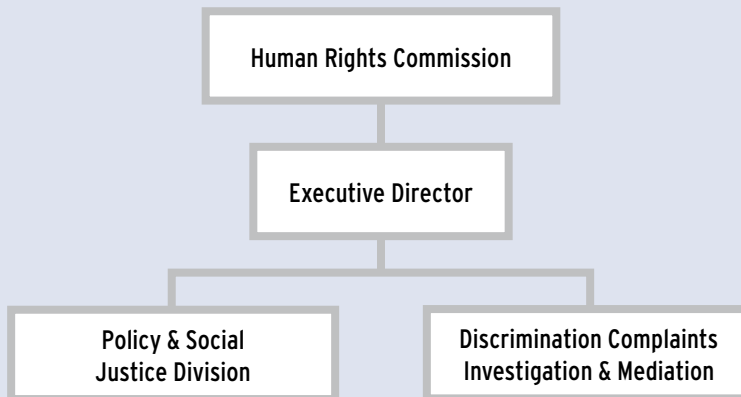 Human Rights Commission
Executive Director
Policy & Social
Justice Division
Discrimination Complaints
Investigation & Mediation